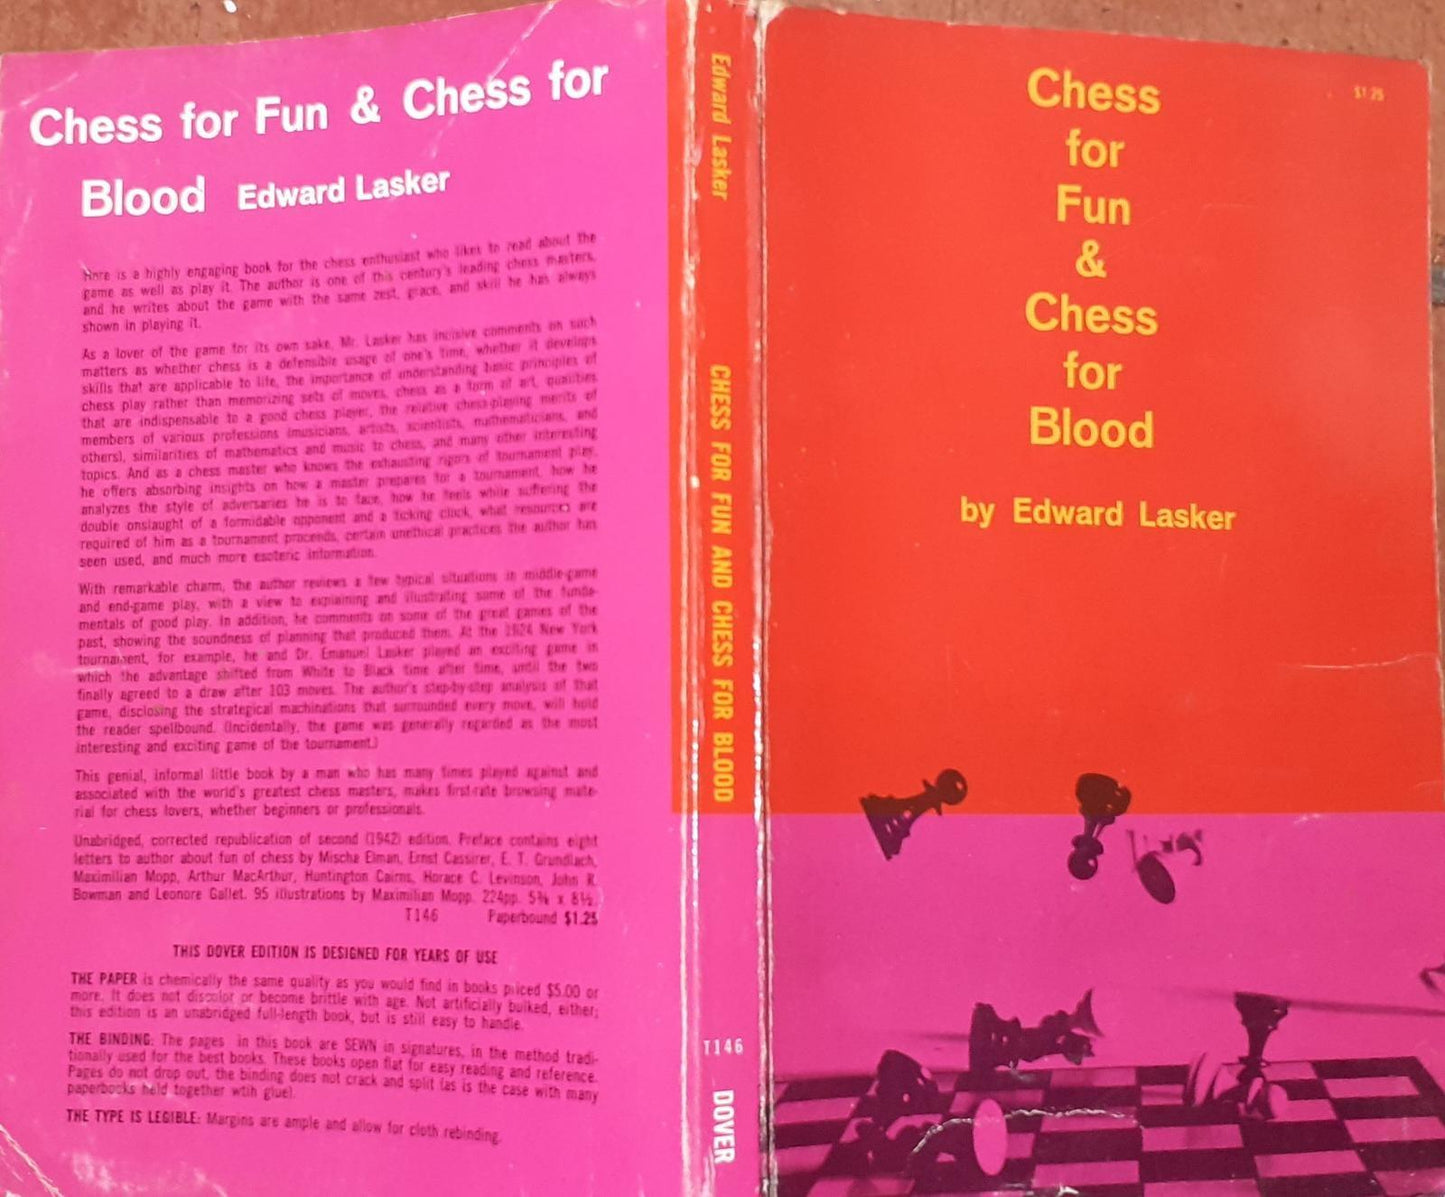 Chess for Fun & Chess for
Blood Edward Lasker
Here is a highly engaging book for the chess enthusiast who likes to read about the
game as well as play it. The author is one of this century's leading chess masters,
and he writes about the game with the same zest, grace, and skill he has always
shown in playing it.
As a lover of the game for its own sake, Mr. Lasker has incisive comments on such
matters as whether chess is a defensible usage of one's time, whether it develops
skills that are applicable to life, the importance of understanding basic principles of
chess play rather than memorizing sets of moves, chess as a form of art, qualities
that are indispensable to a good chess player, the relative chess-playing merits of
members of various professions (musicians, artists, scientists, mathematicians, and
others), similarities of mathematics and music to chess, and many other interesting
topics. And as a chess master who knows the exhausting rigors of tournament play,
he offers absorbing insights on how a master prepares for a tournament, how he
analyzes the style of adversaries he is to face, how he feels while suffering the
double onslaught of a formidable opponent and a ticking clock, what resources are
required of him as a tournament proceeds, certain unethical practices the author has
seen used, and much more esoteric information.
With remarkable charm, the author reviews a few typical situations in middle-game
and end-game play, with a view to explaining and illustrating some of the funda-
mentals of good play. In addition, he comments on some of the great games of the
past, showing the soundness of planning that produced them. At the 1924 New York
tournament, for example, he and Dr. Emanuel Lasker played an exciting game in
which the advantage shifted from White to Black time after time, until the two
finally agreed to a draw after 103 moves. The author's step-by-step analysis of that
game, disclosing the strategical machinations that surrounded every move, will hold
the reader spellbound. (Incidentally, the game was generally regarded as the most
interesting and exciting game of the tournament.)
This genial, informal little book by a man who has many times played against and
associated with the world's greatest chess masters, makes first-rate browsing mate-
rial for chess lovers, whether beginners or professionals.
Unabridged, corrected republication of second (1942) edition. Preface contains eight
letters to author about fun of chess by Mischa Elman, Ernst Cassirer, E. T. Grundlach,
Maximilian Mopp, Arthur MacArthur, Huntington Cairns, Horace C. Levinson, John R.
Bowman and Leonore Gallet. 95 illustrations by Maximilian Mopp. 224pp. 5⅜ x 8½.
T146 Paperbound $1.25
THIS DOVER EDITION IS DESIGNED FOR YEARS OF USE
THE PAPER is chemically the same quality as you would find in books priced $5.00 or
more. It does not discolor or become brittle with age. Not artificially bulked, either;
this edition is an unabridged full-length book, but is still easy to handle.
THE BINDING: The pages in this book are SEWN in signatures, in the method tradi-
tionally used for the best books. These books open flat for easy reading and reference.
Pages do not drop out, the binding does not crack and split (as is the case with many
paperbooks held together wtih glue).
THE TYPE IS LEGIBLE: Margins are ample and allow for cloth rebinding.
Edward Lasker
CHESS FOR FUN AND CHESS FOR BLOOD
T146
DOVER
$1.25
Chess
for
Fun
&
Chess
for
Blood
by Edward Lasker